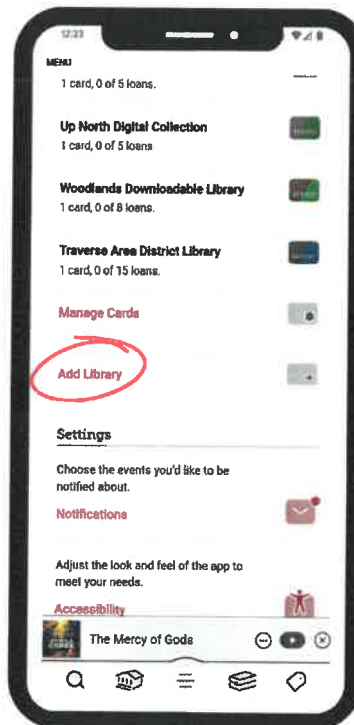 12:33
MENU
1 card, 0 of 5 loans.
Up North Digital Collection
1 card, 0 of 5 loans
Woodlands Downloadable Library
1 card, 0 of 8 loans.
Traverse Area District Library
1 card, 0 of 15 loans.
Manage Cards
Add Library
Settings
Choose the events you'd like to be
notified about.
Notifications
Adjust the look and feel of the app to
meet your needs.
Accessibility
The Mercy of Gods